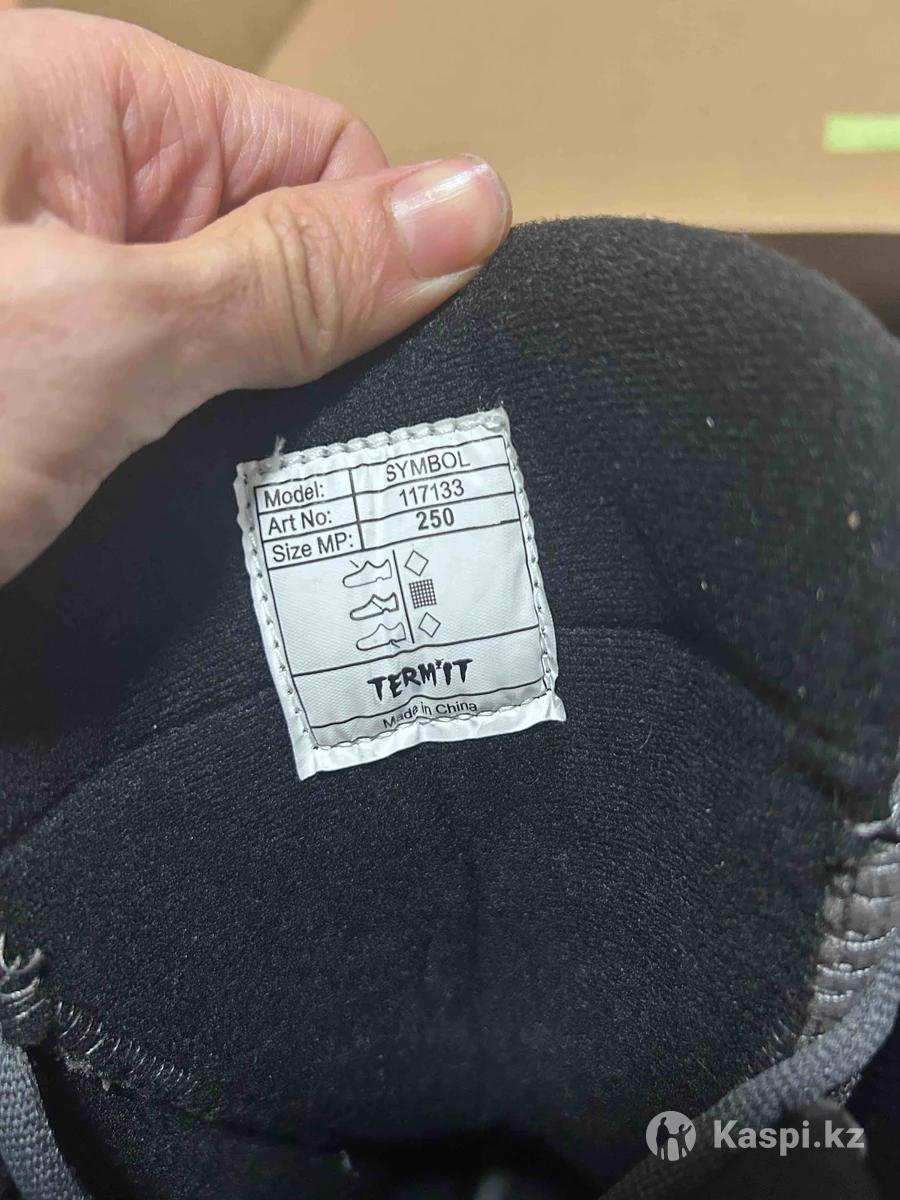 Model: SYMBOL
Art No: 117133
Size MP: 250
TERMIT
Made in China
Kaspi.kz